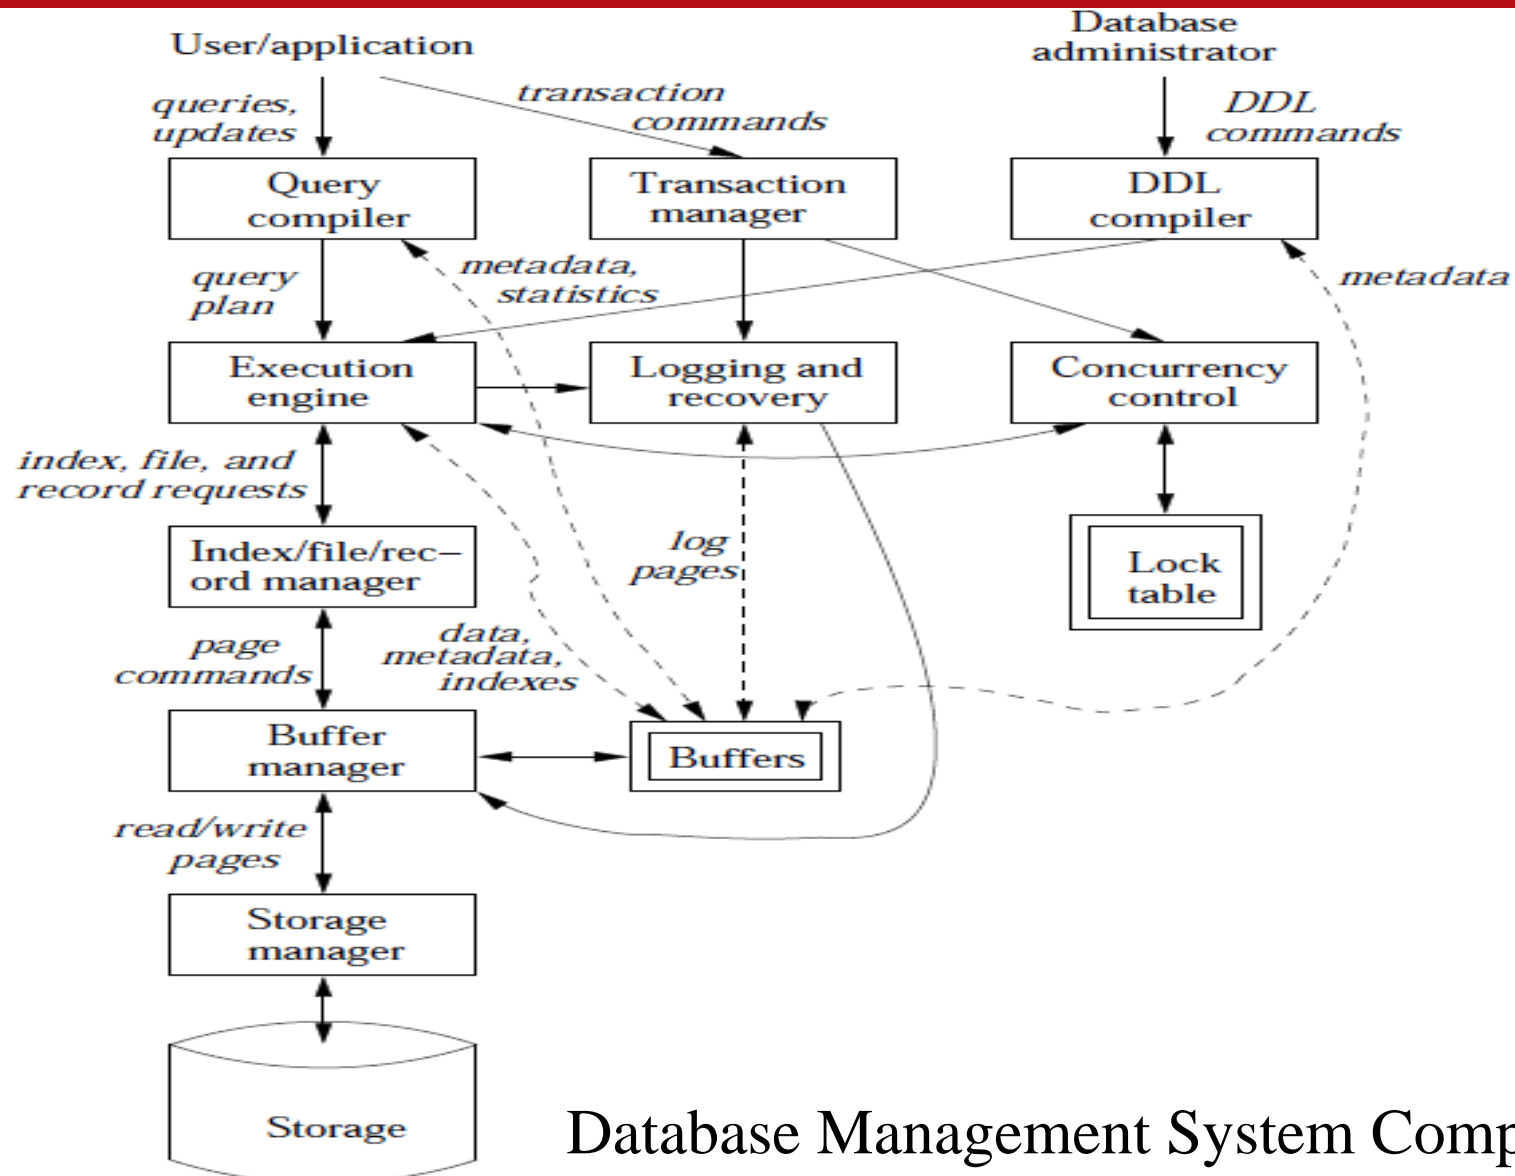 User/application
Database
administrator
queries,
updates
transaction
commands
DDL
commands
Query
compiler
Transaction
manager
DDL
compiler
query
plan
metadata,
statistics
metadata
Execution
engine
Logging and
recovery
Concurrency
control
index, file, and
record requests
log
pages
Index/file/rec–
ord manager
Lock
table
page
commands
data,
metadata,
indexes
Buffer
manager
Buffers
read/write
pages
Storage
manager
Storage
Database Management System Comp